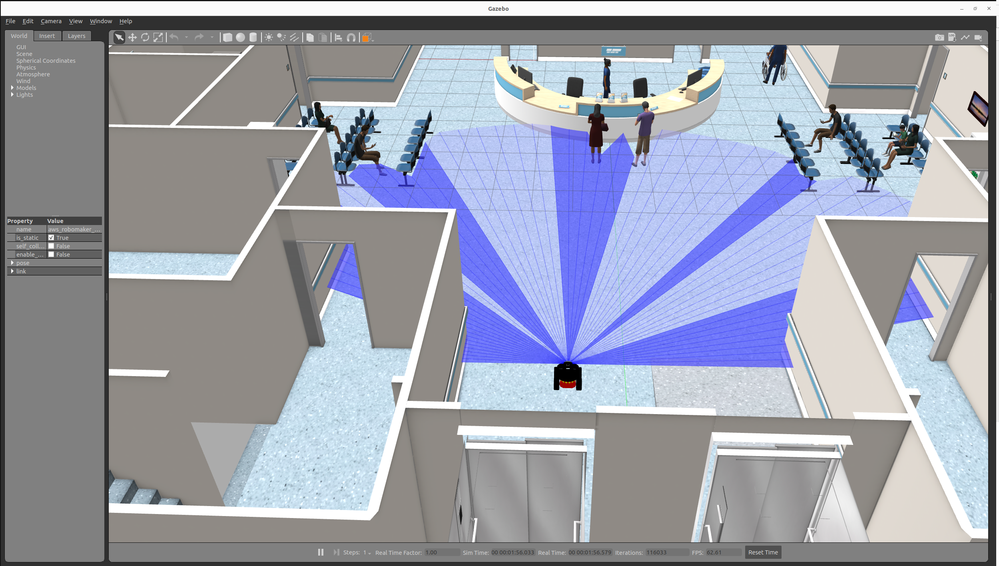 Gazebo
File Edit Camera View Window Help
World Insert Layers
LOG
GUI
Scene
Spherical Coordinates
Physics
Atmosphere
Wind
Models
Lights
Property Value
name aws_robomaker_...
is_static True
self_coll... False
enable_... False
pose
link
Steps: 1 Real Time Factor: 1.00 Sim Time: 00 00:01:56.033 Real Time: 00 00:01:56.579 Iterations: 116033 FPS: 62.61 Reset Time